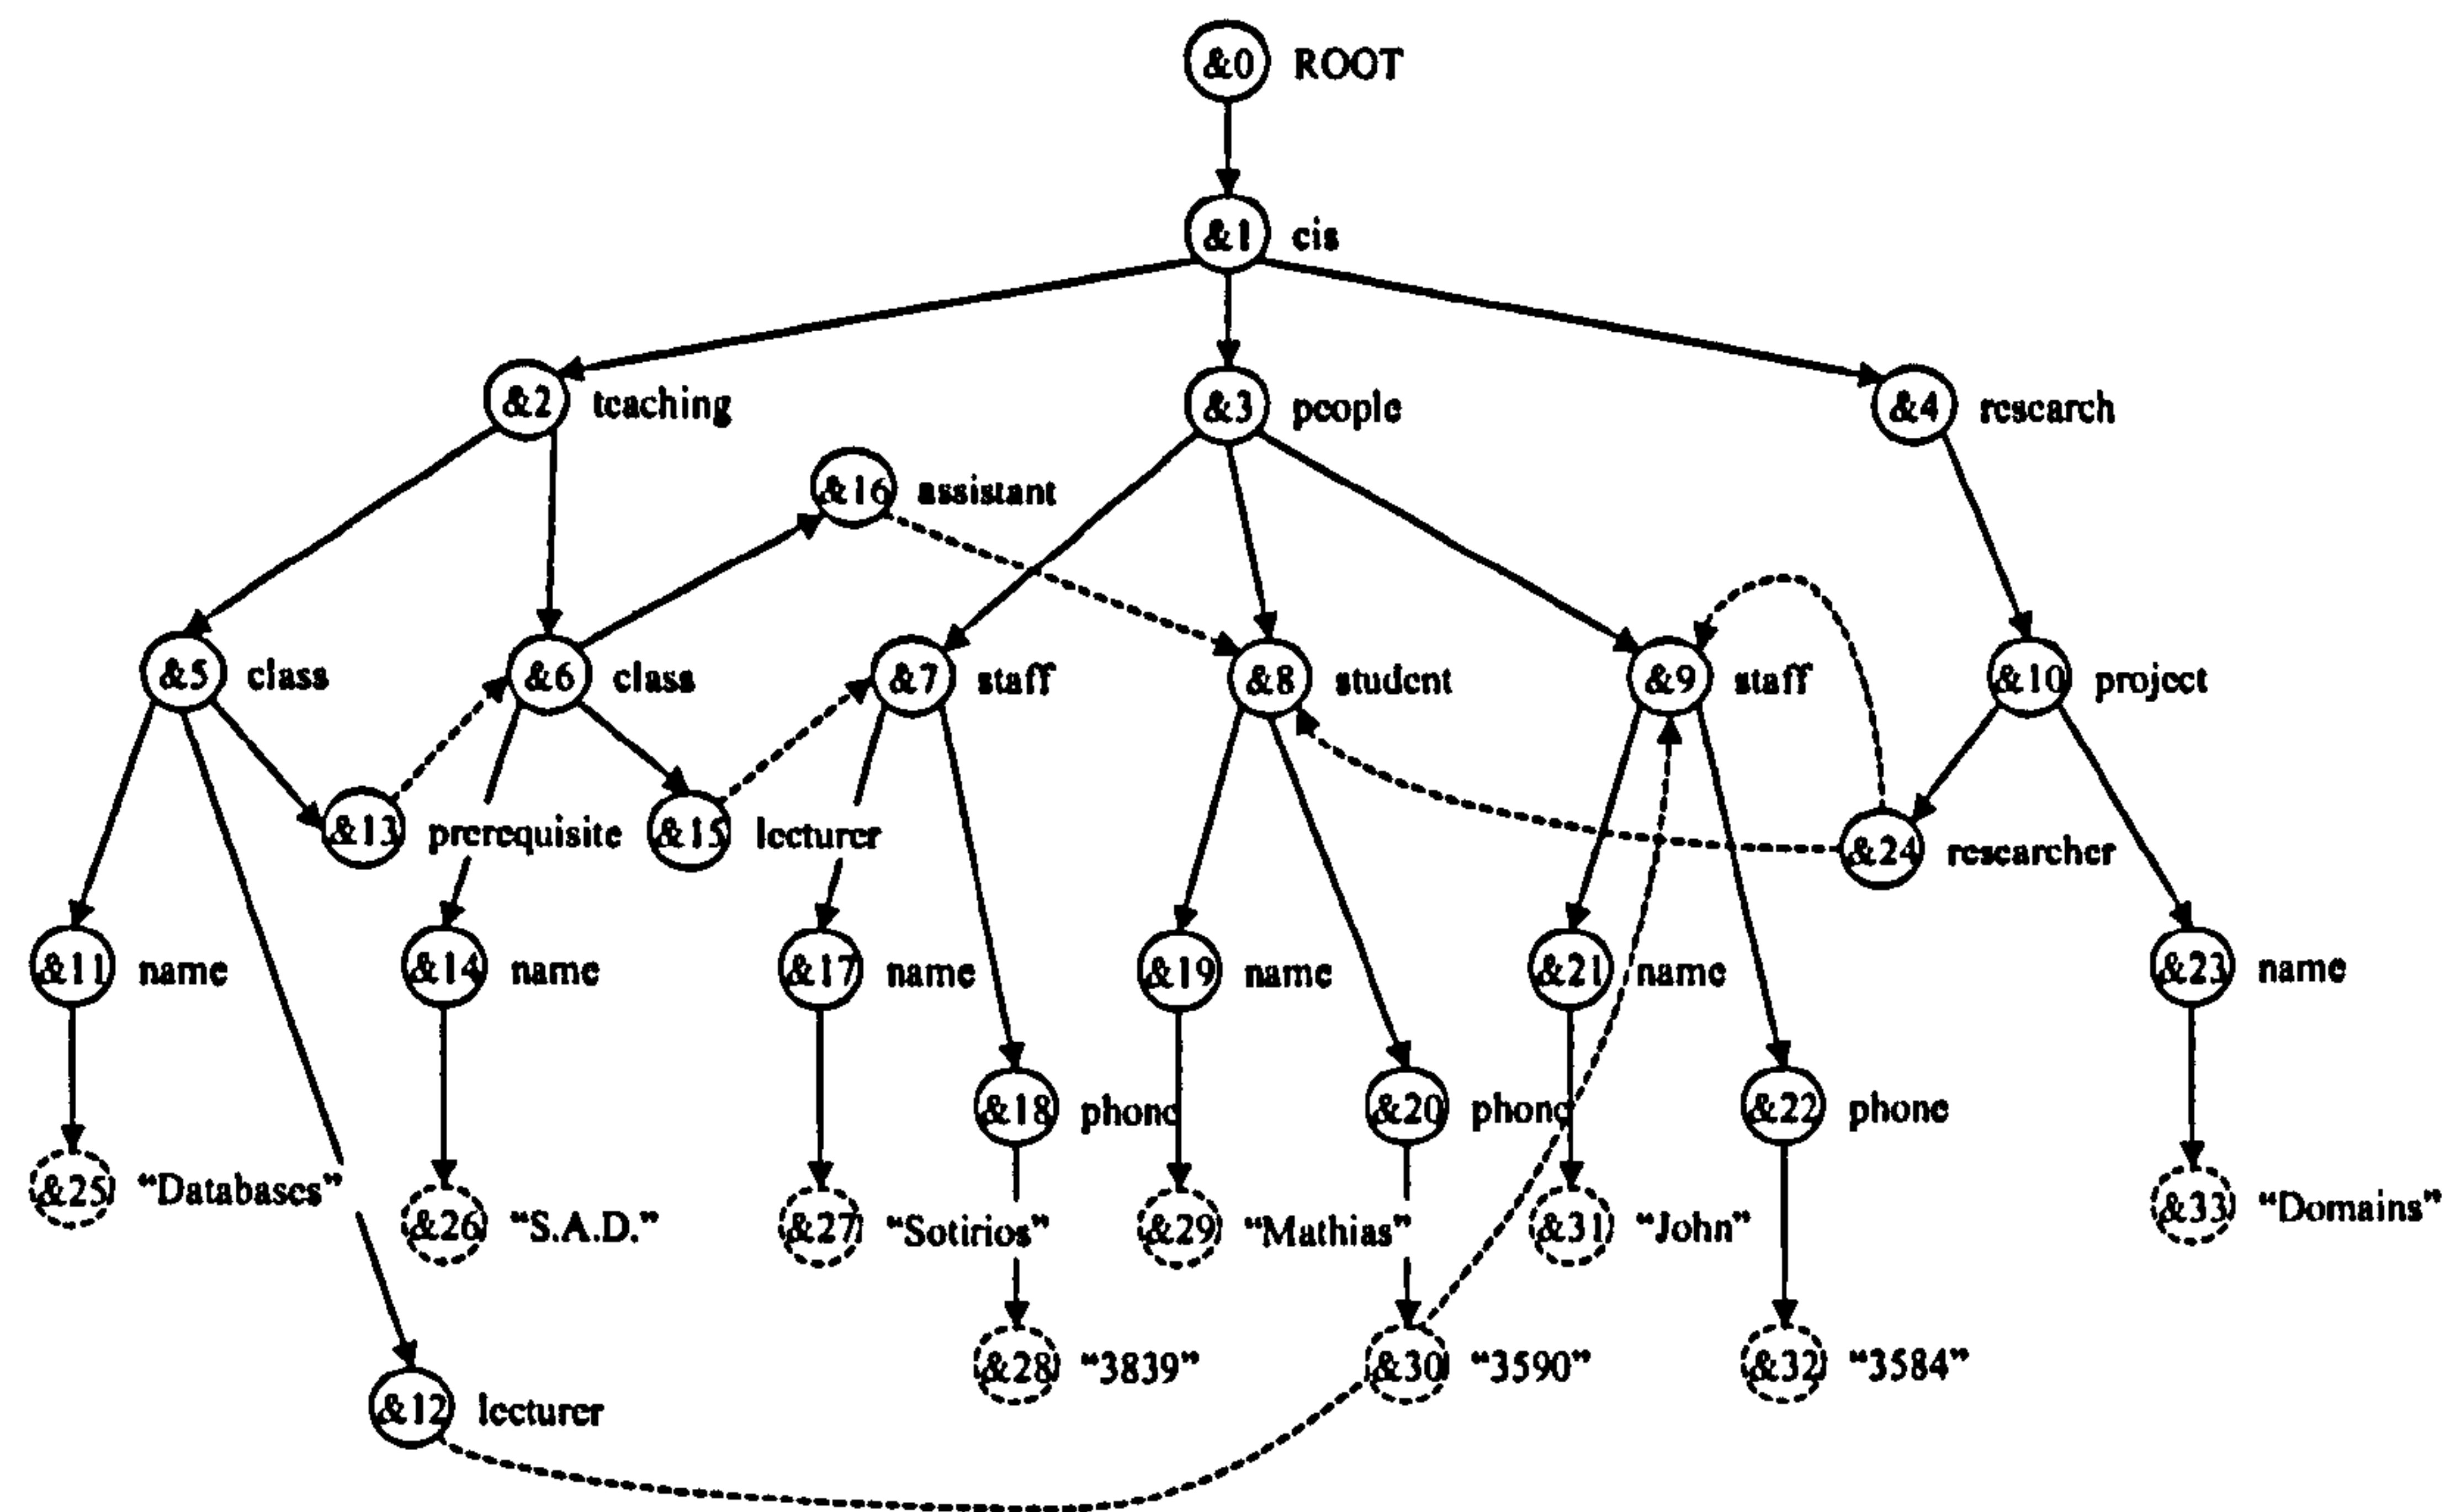 &0 ROOT
&1 cis
&2 teaching
&3 people
&4 research
&16 assistant
&5 class
&6 class
&7 staff
&8 student
&9 staff
&10 project
&13 prerequisite
&15 lecturer
&24 researcher
&11 name
&14 name
&17 name
&19 name
&21 name
&23 name
&18 phone
&20 phone
&22 phone
&25 “Databases”
&26 “S.A.D.”
&27 “Sotirios”
&29 “Mathias”
&31 “John”
&33 “Domains”
&28 “3839”
&30 “3590”
&32 “3584”
&12 lecturer